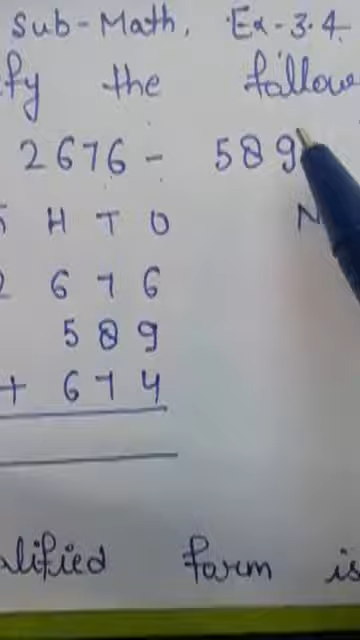 Sub-Math, Ex-3.4
fy the follow
2676 - 589
H T O N
2 6 7 6
5 8 9
+ 6 7 4
lified form is